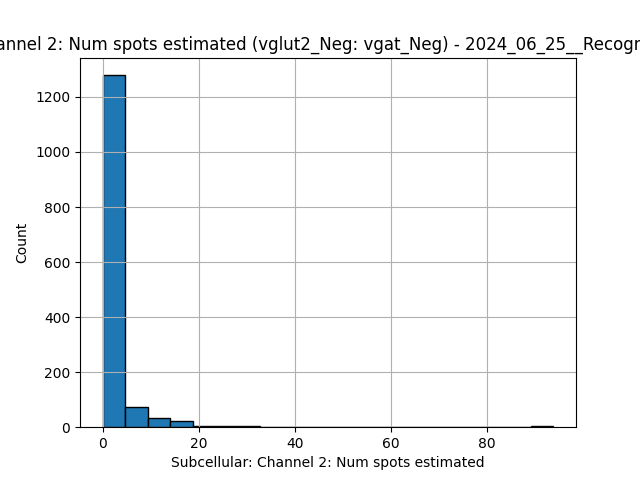 annel 2: Num spots estimated (vglut2_Neg: vgat_Neg) - 2024_06_25__Recogn
1200
1000
800
600
400
200
0
Count
0 20 40 60 80
Subcellular: Channel 2: Num spots estimated